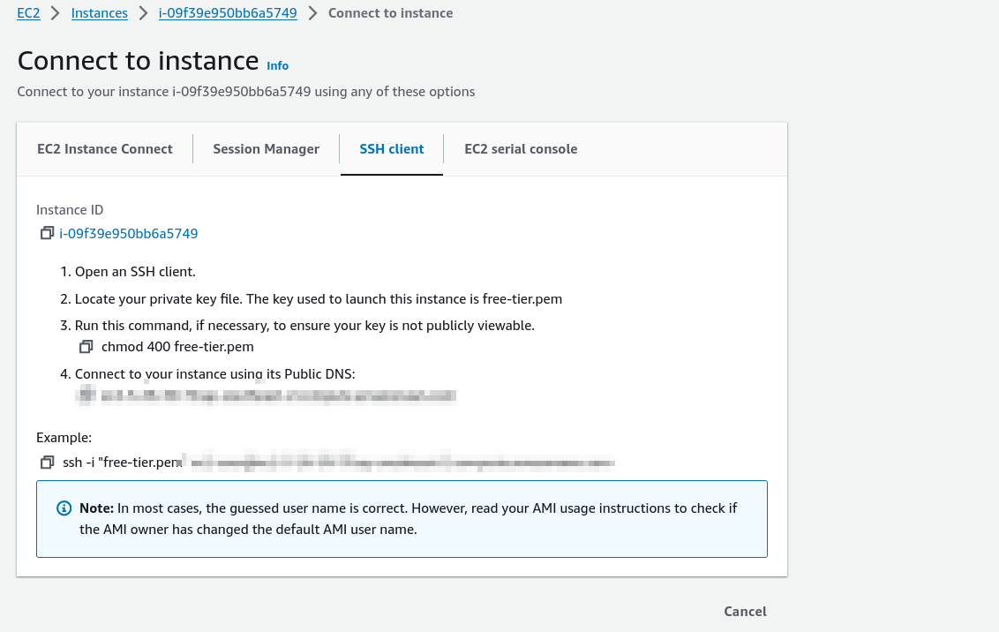 EC2 Instances i-09f39e950bb6a5749 Connect to instance
Connect to instance Info
Connect to your instance i-09f39e950bb6a5749 using any of these options
EC2 Instance Connect Session Manager SSH client EC2 serial console
Instance ID
i-09f39e950bb6a5749
1. Open an SSH client.
2. Locate your private key file. The key used to launch this instance is free-tier.pem
3. Run this command, if necessary, to ensure your key is not publicly viewable.
chmod 400 free-tier.pem
4. Connect to your instance using its Public DNS:
Example:
ssh -i "free-tier.pem"
Note: In most cases, the guessed user name is correct. However, read your AMI usage instructions to check if
the AMI owner has changed the default AMI user name.
Cancel